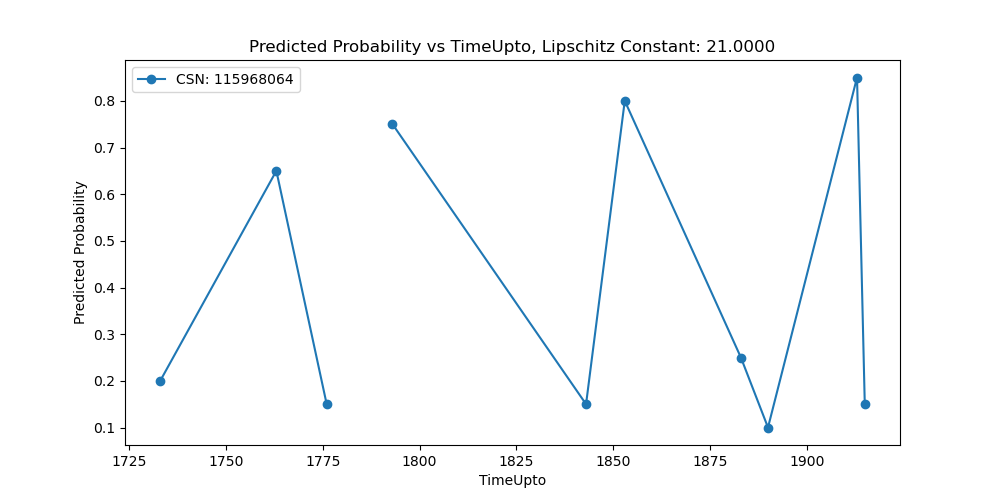 Predicted Probability vs TimeUpto, Lipschitz Constant: 21.0000
CSN: 115968064
Predicted Probability
0.8
0.7
0.6
0.5
0.4
0.3
0.2
0.1
1725 1750 1775 1800 1825 1850 1875 1900
TimeUpto